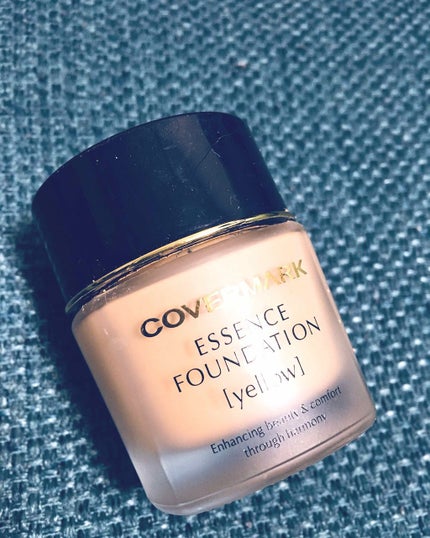 COVERMARK
ESSENCE
FOUNDATION
[yellow]
Enhancing beauty & comfort
through harmony